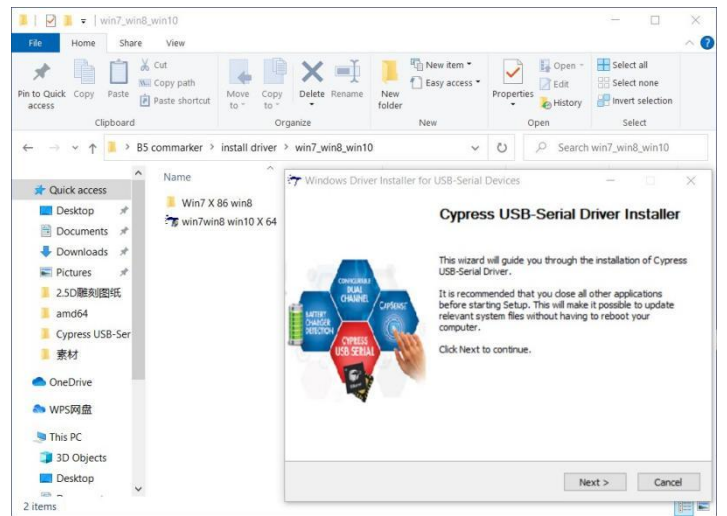 win7_win8_win10
File Home Share View
Pin to Quick access
Copy
Paste
Cut
Copy path
Paste shortcut
Clipboard
Move to
Copy to
Delete
Rename
Organize
New folder
New item
Easy access
New
Properties
Open
Edit
History
Open
Select all
Select none
Invert selection
Select
B5 commarker > install driver > win7_win8_win10
Search win7_win8_win10
Quick access
Desktop
Documents
Downloads
Pictures
2.5D雕刻图纸
amd64
Cypress USB-Ser
素材
OneDrive
WPS网盘
This PC
3D Objects
Desktop
2 items
Name
Win7 X 86 win8
win7win8 win10 X 64
Windows Driver Installer for USB-Serial Devices
Cypress USB-Serial Driver Installer
This wizard will guide you through the installation of Cypress
USB-Serial Driver.
It is recommended that you close all other applications
before starting Setup. This will make it possible to update
relevant system files without having to reboot your
computer.
Click Next to continue.
CONFIGURABLE
DUAL
CHANNEL
CAPSENSE
BATTERY
CHARGER
DETECTION
CYPRESS
USB SERIAL
Next >
Cancel